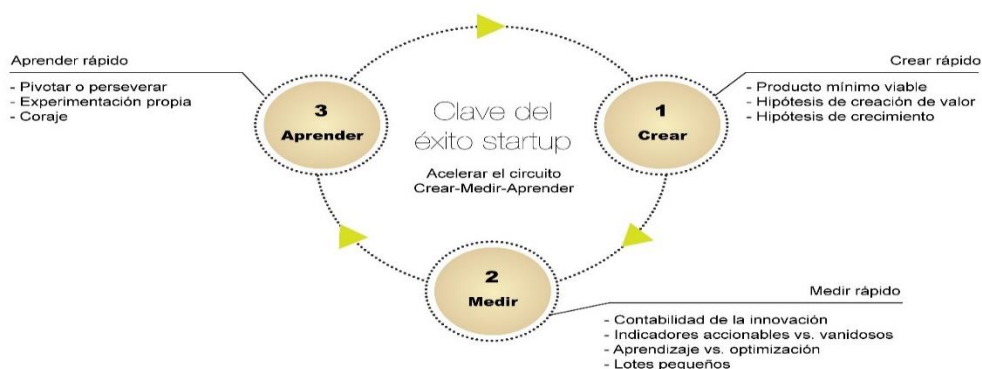 Aprender rápido
- Pivotar o perseverar
- Experimentación propia
- Coraje
3
Aprender
Clave del
éxito startup
Acelerar el circuito
Crear-Medir-Aprender
1
Crear
Crear rápido
- Producto mínimo viable
- Hipótesis de creación de valor
- Hipótesis de crecimiento
2
Medir
Medir rápido
- Contabilidad de la innovación
- Indicadores accionables vs. vanidosos
- Aprendizaje vs. optimización
- Lotes pequeños